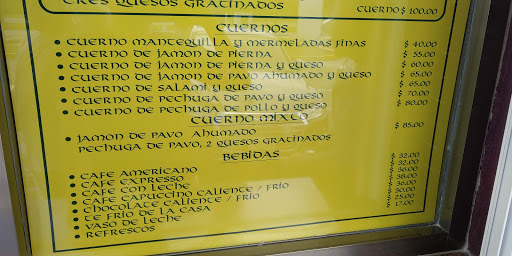 TRES QUESOS GRATINADOS
CUERNO $ 100.00
CUERNOS
• CUERNO MANTEQUILLA Y MERMELADAS FINAS $ 40.00
• CUERNO DE JAMON DE PIERNA $ 55.00
• CUERNO DE JAMON DE PIERNA Y QUESO $ 60.00
• CUERNO DE JAMON DE PAVO AHUMADO Y QUESO $ 65.00
• CUERNO DE SALAMI Y QUESO $ 65.00
• CUERNO DE PECHUGA DE PAVO Y QUESO $ 70.00
• CUERNO DE PECHUGA DE POLLO Y QUESO $ 80.00
CUERNO MIXTO
• JAMON DE PAVO AHUMADO $ 85.00
PECHUGA DE PAVO, 2 QUESOS GRATINADOS
BEBIDAS
• CAFE AMERICANO $ 32.00
• CAFE EXPRESSO $ 32.00
• CAFE CON LECHE $ 36.00
• CAFE CAPUCCINO CALIENTE / FRÍO $ 38.00
• CHOCOLATE CALIENTE / FRÍO $ 36.00
• TE FRÍO DE LA CASA $ 30.00
• VASO DE LECHE $ 25.00
• REFRESCOS $ 17.00